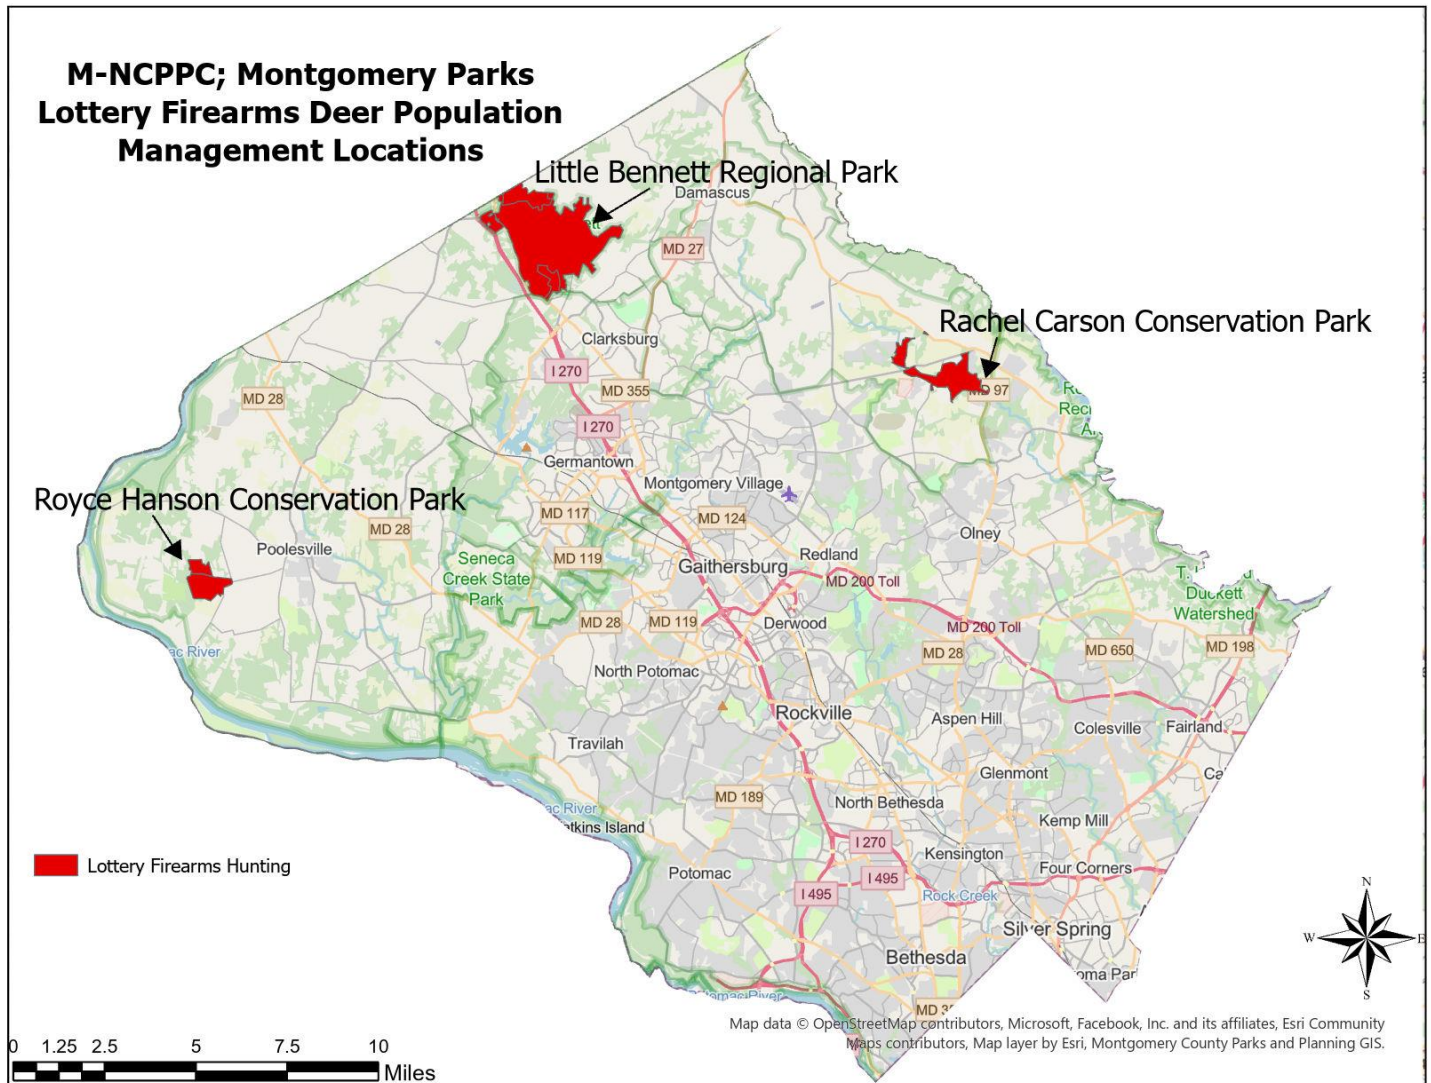 M-NCPPC; Montgomery Parks
Lottery Firearms Deer Population
Management Locations
Little Bennett Regional Park
Damascus
MD 27
Rachel Carson Conservation Park
Clarksburg
I 270
MD 355
MD 28
MD 97
I 270
Germantown
Montgomery Village
Royce Hanson Conservation Park
MD 117
MD 124
MD 28
Poolesville
Olney
Seneca
Creek State
Park
MD 119
Gaithersburg
Redland
MD 200 Toll
Duckett
Watershed
MD 28
MD 119
Derwood
MD 200 Toll
MD 28
MD 650
MD 198
River
North Potomac
Rockville
Aspen Hill
Colesville
Fairland
Travilah
Glenmont
MD 189
North Bethesda
River
Island
Kemp Mill
I 270
Kensington
Four Corners
Lottery Firearms Hunting
Potomac
I 495
I 495
Rock Creek
Silver Spring
Bethesda
River
MD
N
W
E
S
Map data © OpenStreetMap contributors, Microsoft, Facebook, Inc. and its affiliates, Esri Community
Maps contributors, Map layer by Esri, Montgomery County Parks and Planning GIS.
0 1.25 2.5 5 7.5 10
Miles